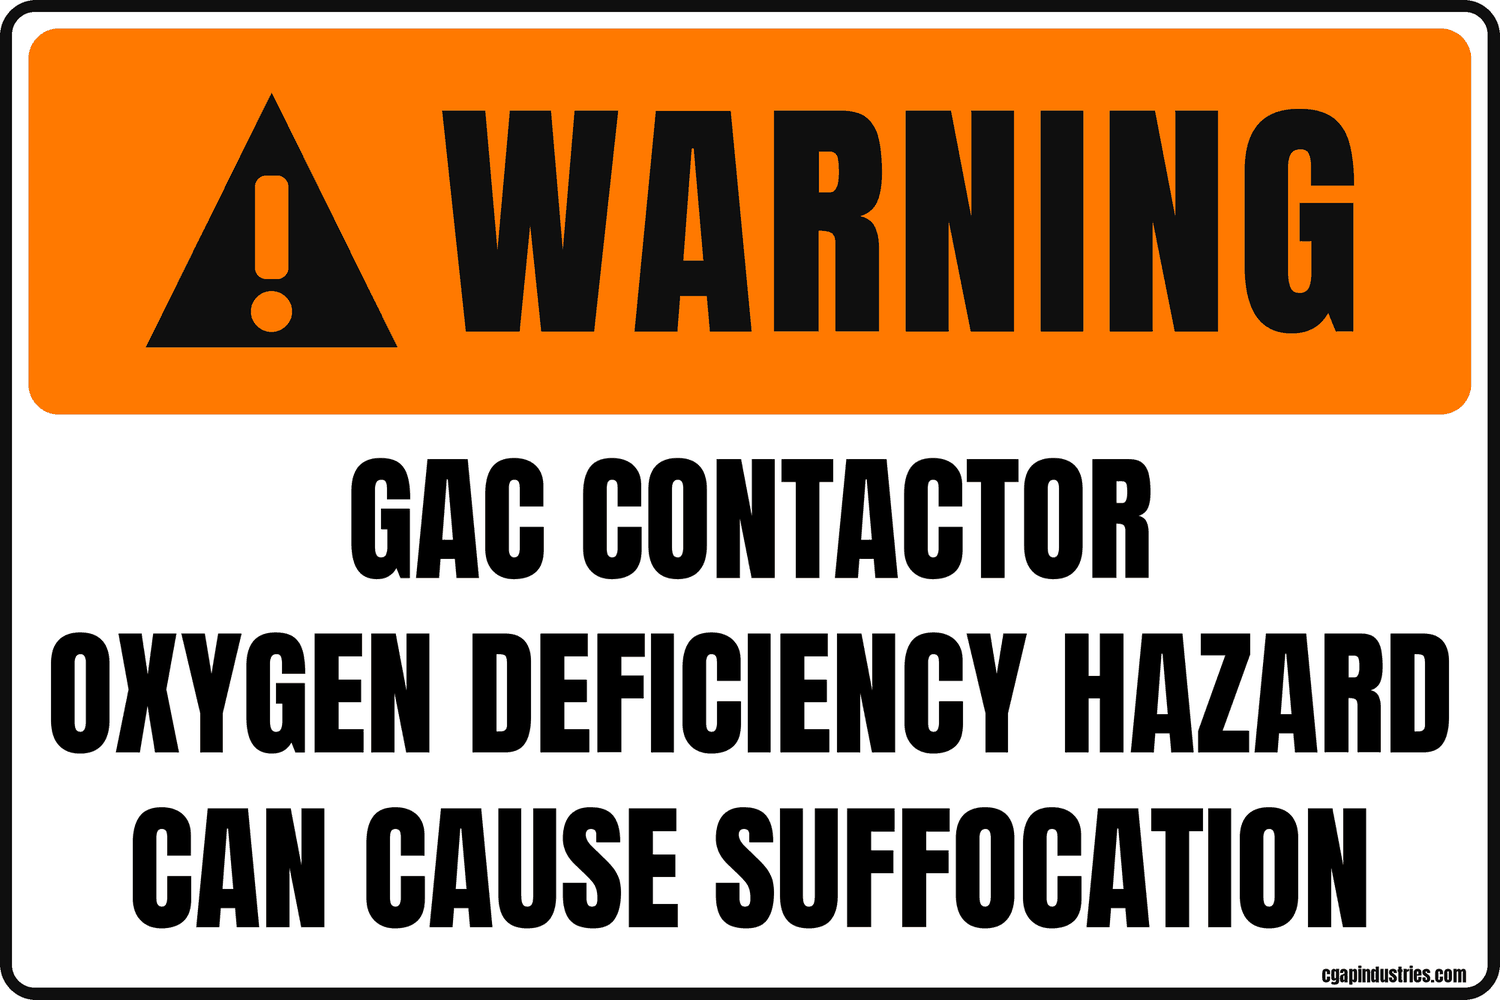 WARNING
GAC CONTACTOR
OXYGEN DEFICIENCY HAZARD
CAN CAUSE SUFFOCATION
cgapindustries.com